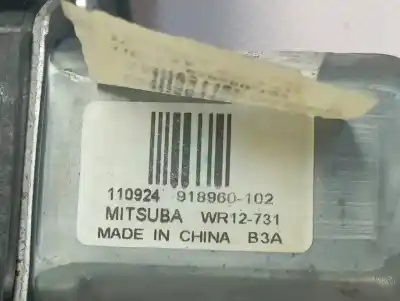 110924 918960-102
MITSUBA WR12-731
MADE IN CHINA B3A